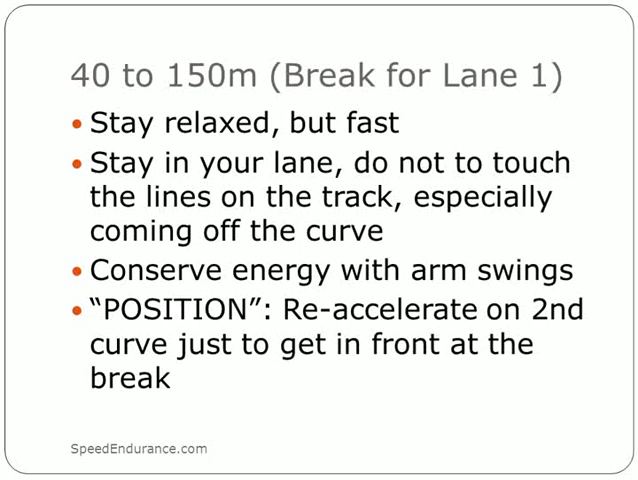 40 to 150m (Break for Lane 1)
• Stay relaxed, but fast
• Stay in your lane, do not to touch
the lines on the track, especially
coming off the curve
• Conserve energy with arm swings
• “POSITION”: Re-accelerate on 2nd
curve just to get in front at the
break
SpeedEndurance.com